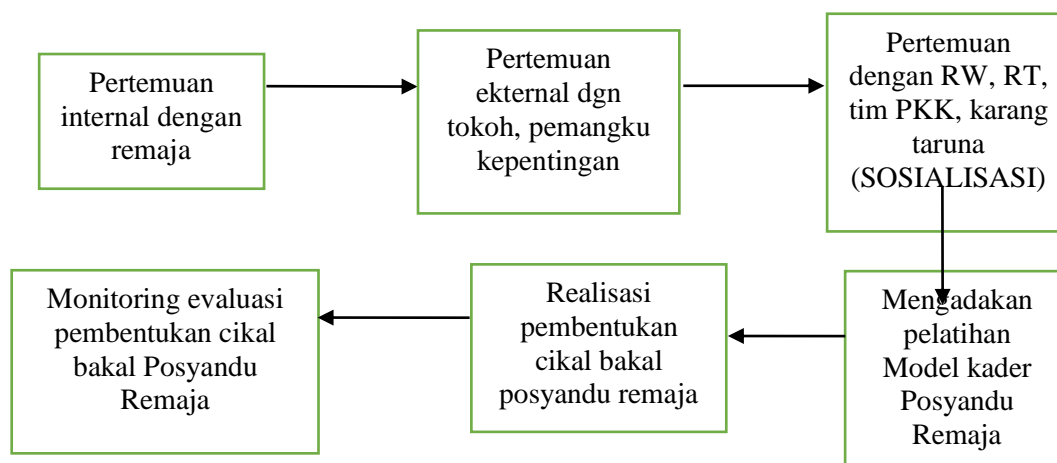 Pertemuan
internal dengan
remaja
Pertemuan
ekternal dgn
tokoh, pemangku
kepentingan
Pertemuan
dengan RW, RT,
tim PKK, karang
taruna
(SOSIALISASI)
Mengadakan
pelatihan
Model kader
Posyandu
Remaja
Realisasi
pembentukan
cikal bakal
posyandu remaja
Monitoring evaluasi
pembentukan cikal
bakal Posyandu
Remaja